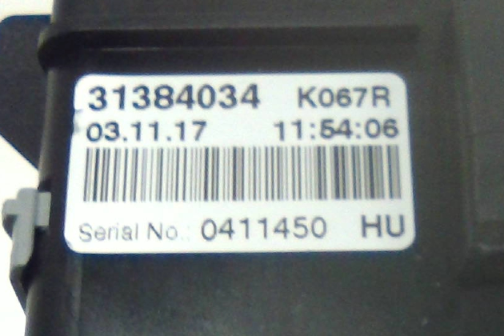 31384034 K067R
03.11.17 11:54:06
Serial No.: 0411450 HU